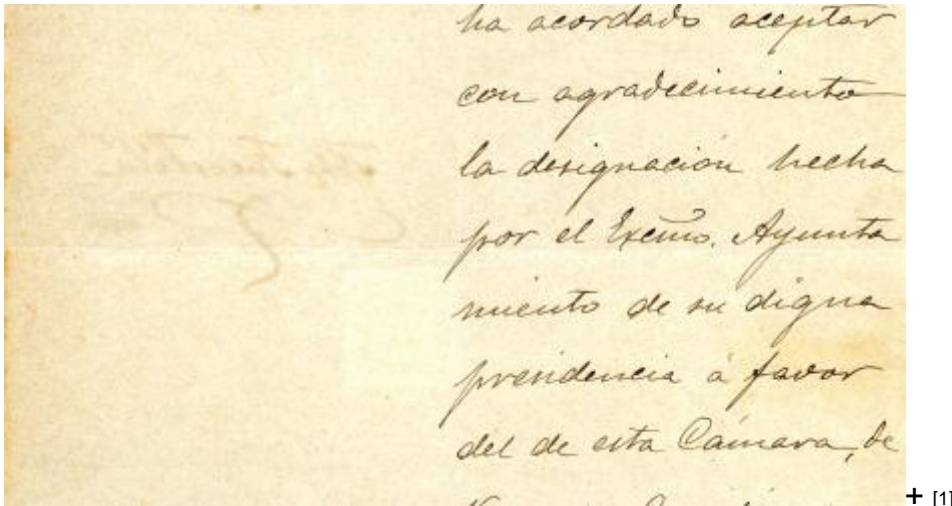 ha acordado aceptar
con agradecimiento
la designación hecha
por el Excmo. Ayunta
miento de su digna
presidencia á favor
del de esta Cámara, de
+ [1]